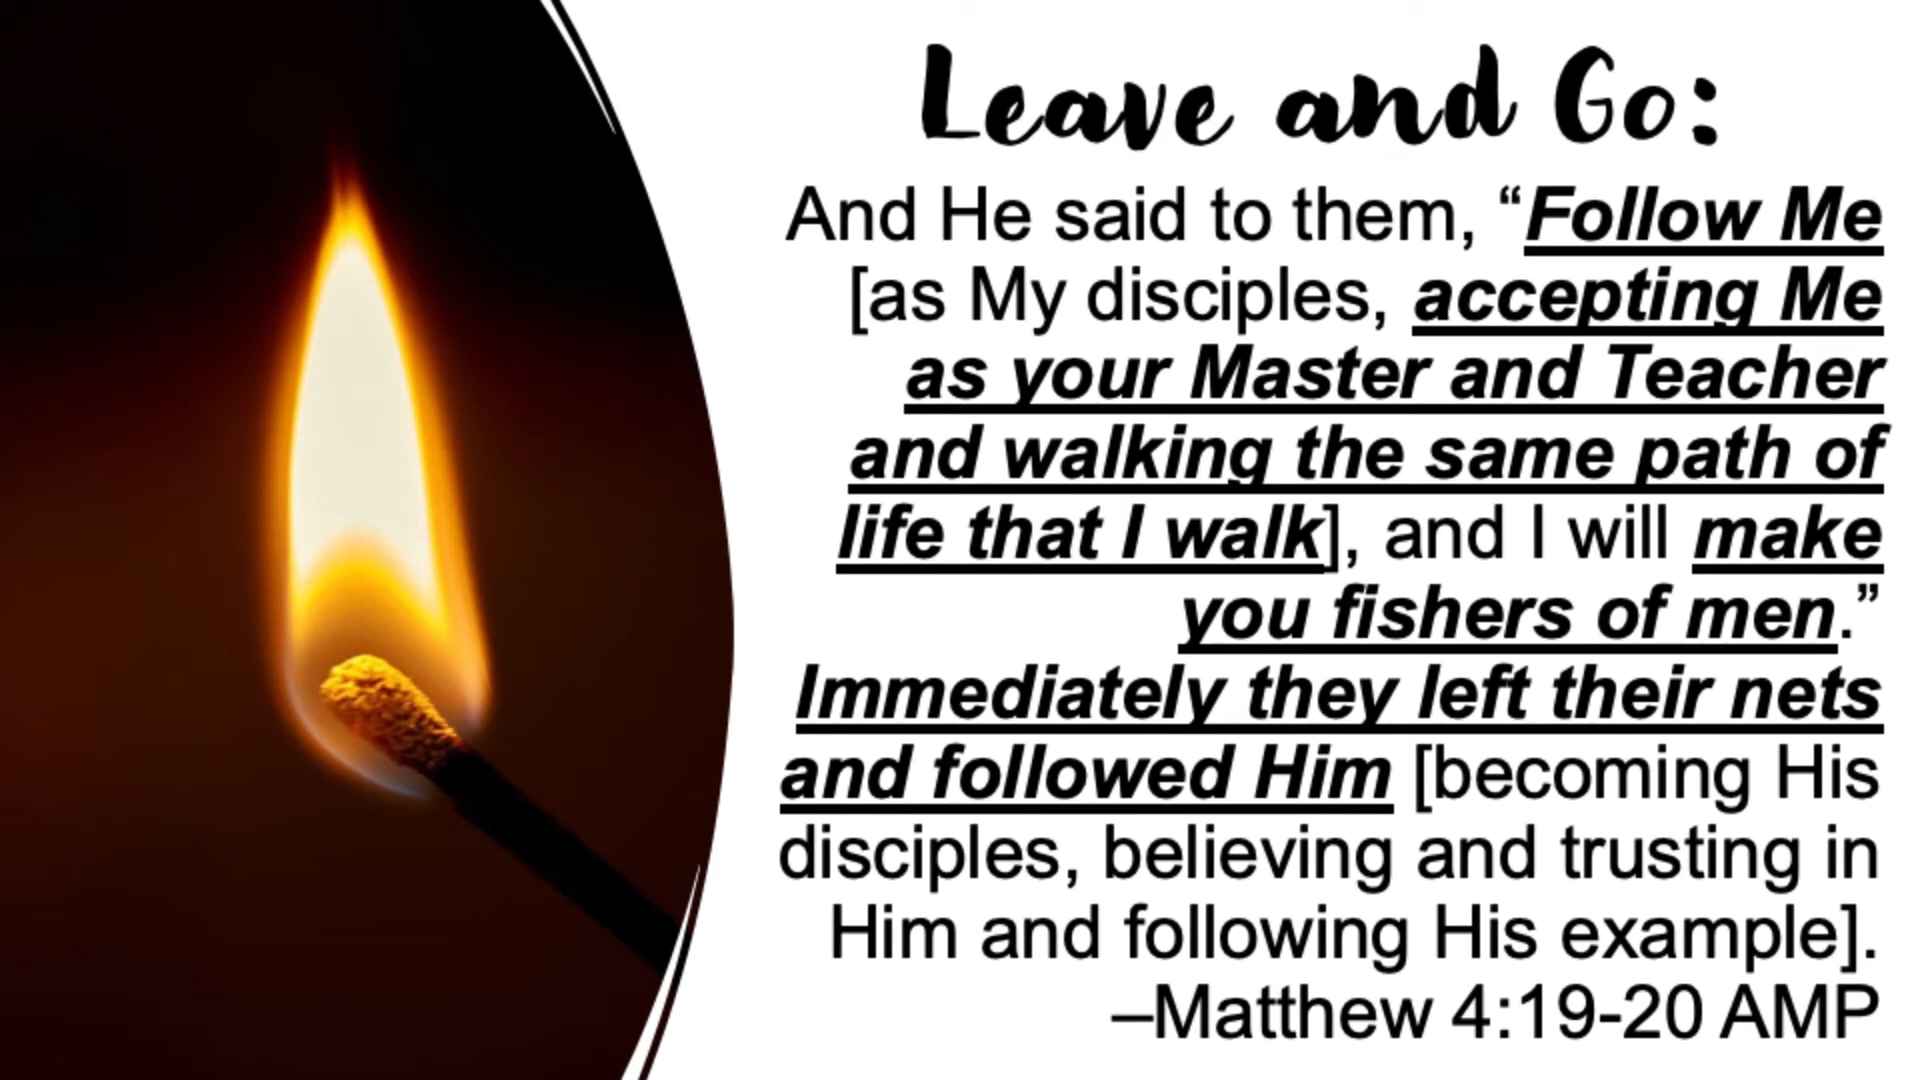 Leave and Go:
And He said to them, “Follow Me
[as My disciples, accepting Me
as your Master and Teacher
and walking the same path of
life that I walk], and I will make
you fishers of men.”
Immediately they left their nets
and followed Him [becoming His
disciples, believing and trusting in
Him and following His example].
–Matthew 4:19-20 AMP